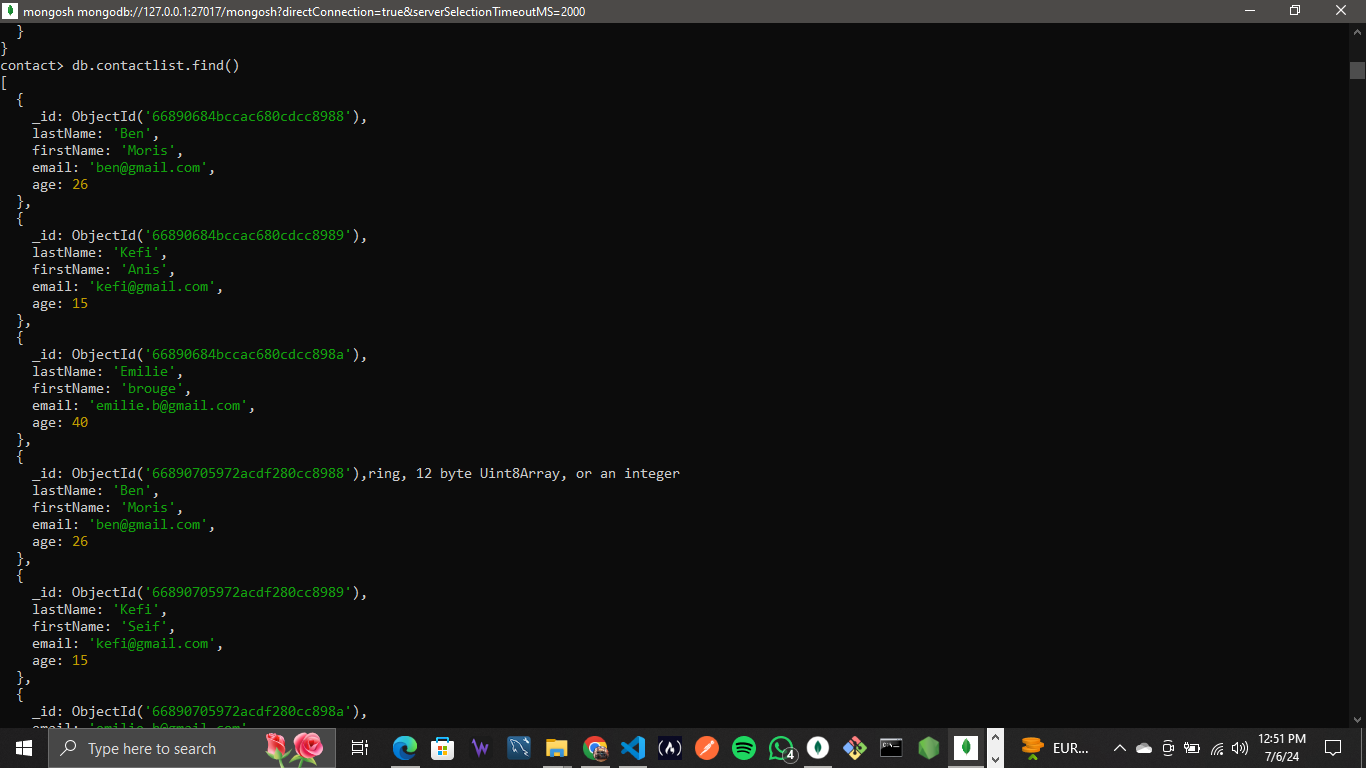 mongosh mongodb://127.0.0.1:27017/mongosh?directConnection=true&serverSelectionTimeoutMS=2000
  }
}
contact> db.contactlist.find()
[
  {
    _id: ObjectId('66890684bccac680cdcc8988'),
    lastName: 'Ben',
    firstName: 'Moris',
    email: 'ben@gmail.com',
    age: 26
  },
  {
    _id: ObjectId('66890684bccac680cdcc8989'),
    lastName: 'Kefi',
    firstName: 'Anis',
    email: 'kefi@gmail.com',
    age: 15
  },
  {
    _id: ObjectId('66890684bccac680cdcc898a'),
    lastName: 'Emilie',
    firstName: 'brouge',
    email: 'emilie.b@gmail.com',
    age: 40
  },
  {
    _id: ObjectId('66890705972acdf280cc8988'),ring, 12 byte Uint8Array, or an integer
    lastName: 'Ben',
    firstName: 'Moris',
    email: 'ben@gmail.com',
    age: 26
  },
  {
    _id: ObjectId('66890705972acdf280cc8989'),
    lastName: 'Kefi',
    firstName: 'Seif',
    email: 'kefi@gmail.com',
    age: 15
  },
  {
    _id: ObjectId('66890705972acdf280cc898a'),
    email: 'emilie.b@gmail.com'
Type here to search
4
EUR...
12:51 PM
7/6/24